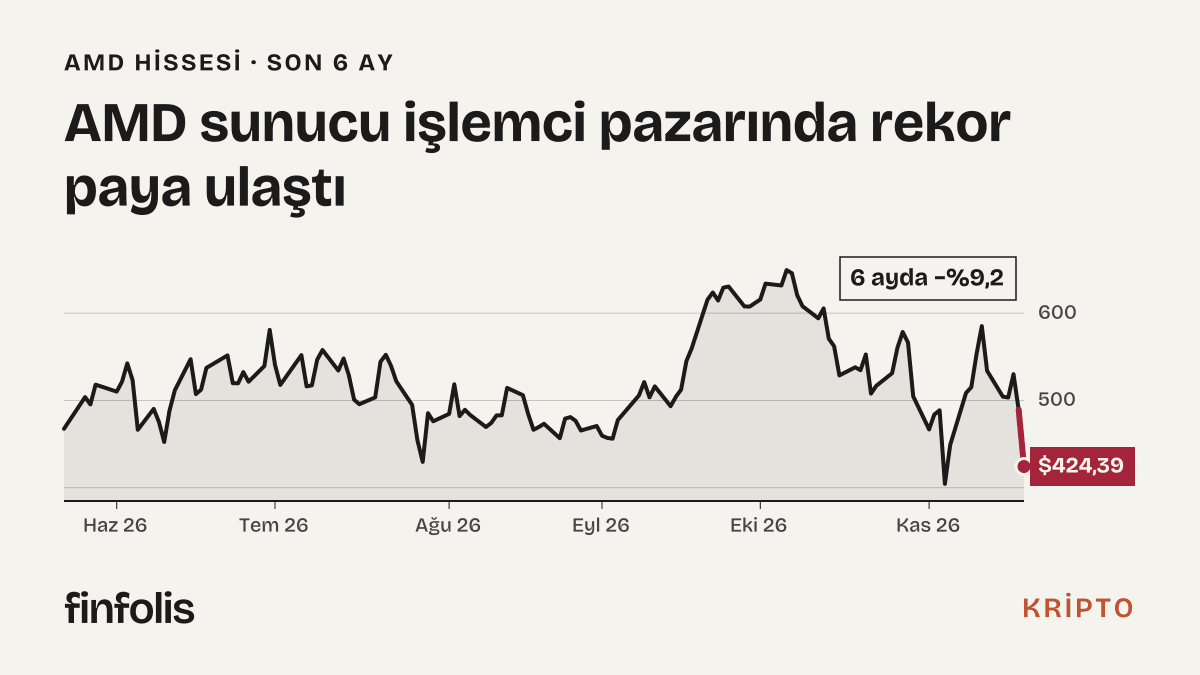 AMD HİSSESİ · SON 6 AY
AMD sunucu işlemci pazarında rekor
paya ulaştı
6 ayda −%9,2
600
500
$424,39
Haz 26 Tem 26 Ağu 26 Eyl 26 Eki 26 Kas 26
finfolis
KRİPTO